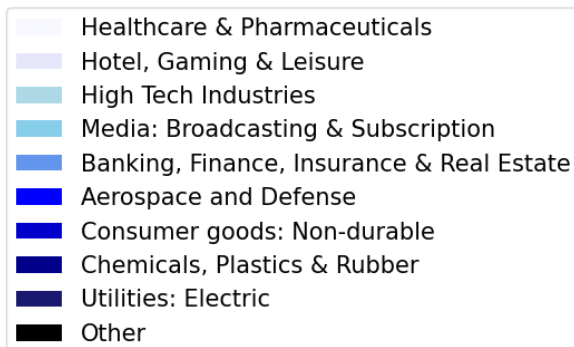 Healthcare & Pharmaceuticals
Hotel, Gaming & Leisure
High Tech Industries
Media: Broadcasting & Subscription
Banking, Finance, Insurance & Real Estate
Aerospace and Defense
Consumer goods: Non-durable
Chemicals, Plastics & Rubber
Utilities: Electric
Other